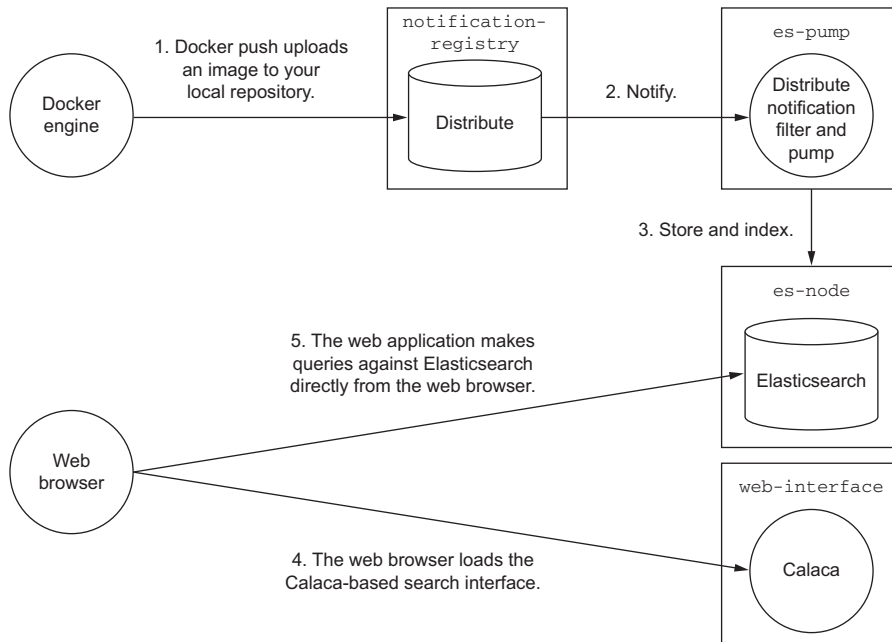 notification-
registry
es-pump
1. Docker push uploads
an image to your
local repository.
Docker
engine
Distribute
2. Notify.
Distribute
notification
filter and
pump
3. Store and index.
es-node
5. The web application makes
queries against Elasticsearch
directly from the web browser.
Elasticsearch
Web
browser
web-interface
4. The web browser loads the
Calaca-based search interface.
Calaca